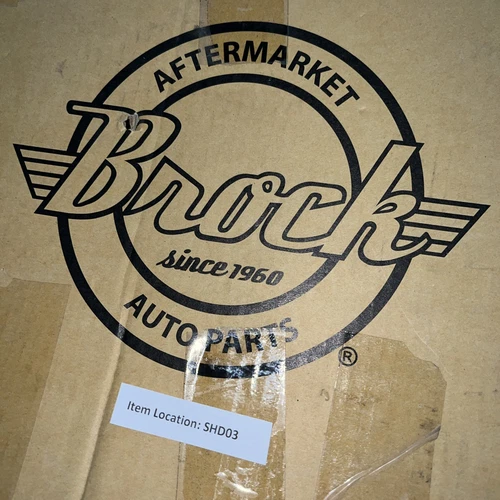 AFTERMARKET
Brock
since 1960
AUTO PARTS
®
Item Location: SHD03